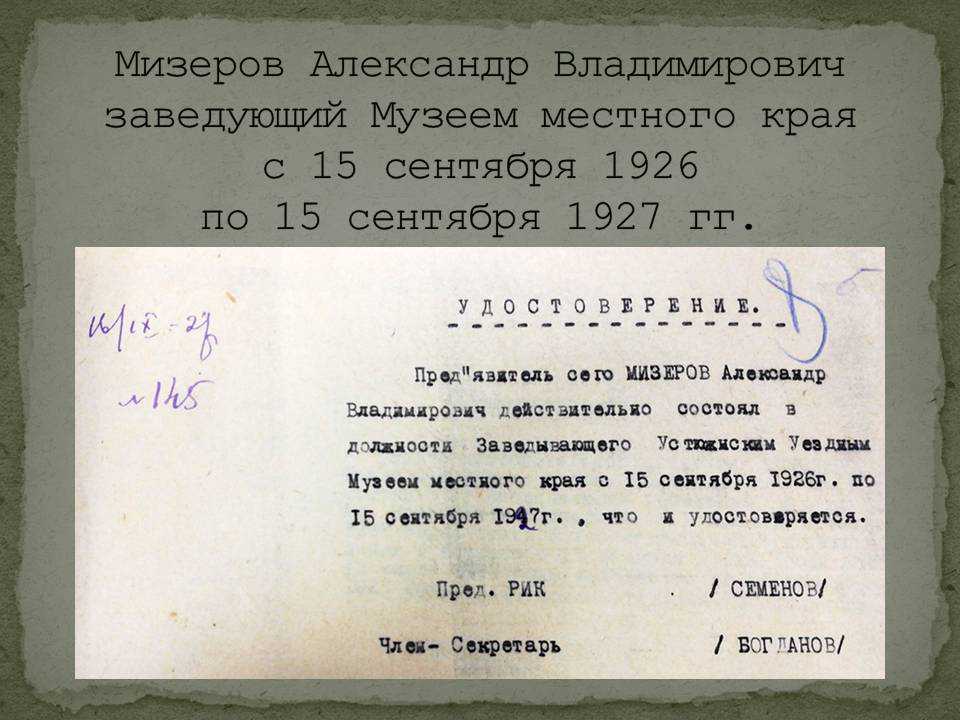 Мизеров Александр Владимирович
заведующий Музеем местного края
с 15 сентября 1926
по 15 сентября 1927 гг.
16/IX-27
№145
УДОСТОВЕРЕНИЕ.
Пред"явитель сего МИЗЕРОВ Александр
Владимирович действительно состоял в
должности Заведывающего Устюжнским Уездным
Музеем местного края с 15 сентября 1926г. по
15 сентября 1927г. , что и удостоверяется.
Пред. РИК / СЕМЕНОВ/
Член- Секретарь / БОГДАНОВ/